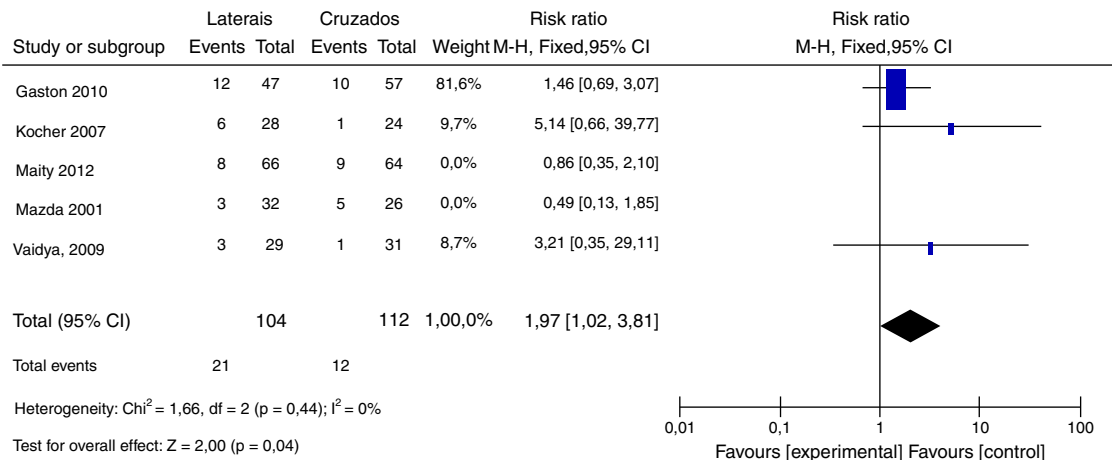 Laterais Cruzados Risk ratio Risk ratio
Study or subgroup Events Total Events Total Weight M-H, Fixed,95% CI M-H, Fixed,95% CI
Gaston 2010 12 47 10 57 81,6% 1,46 [0,69, 3,07]
Kocher 2007 6 28 1 24 9,7% 5,14 [0,66, 39,77]
Maity 2012 8 66 9 64 0,0% 0,86 [0,35, 2,10]
Mazda 2001 3 32 5 26 0,0% 0,49 [0,13, 1,85]
Vaidya, 2009 3 29 1 31 8,7% 3,21 [0,35, 29,11]
Total (95% CI) 104 112 1,00,0% 1,97 [1,02, 3,81]
Total events 21 12
Heterogeneity: Chi² = 1,66, df = 2 (p = 0,44); I² = 0%
Test for overall effect: Z = 2,00 (p = 0,04)
0,01 0,1 1 10 100
Favours [experimental] Favours [control]